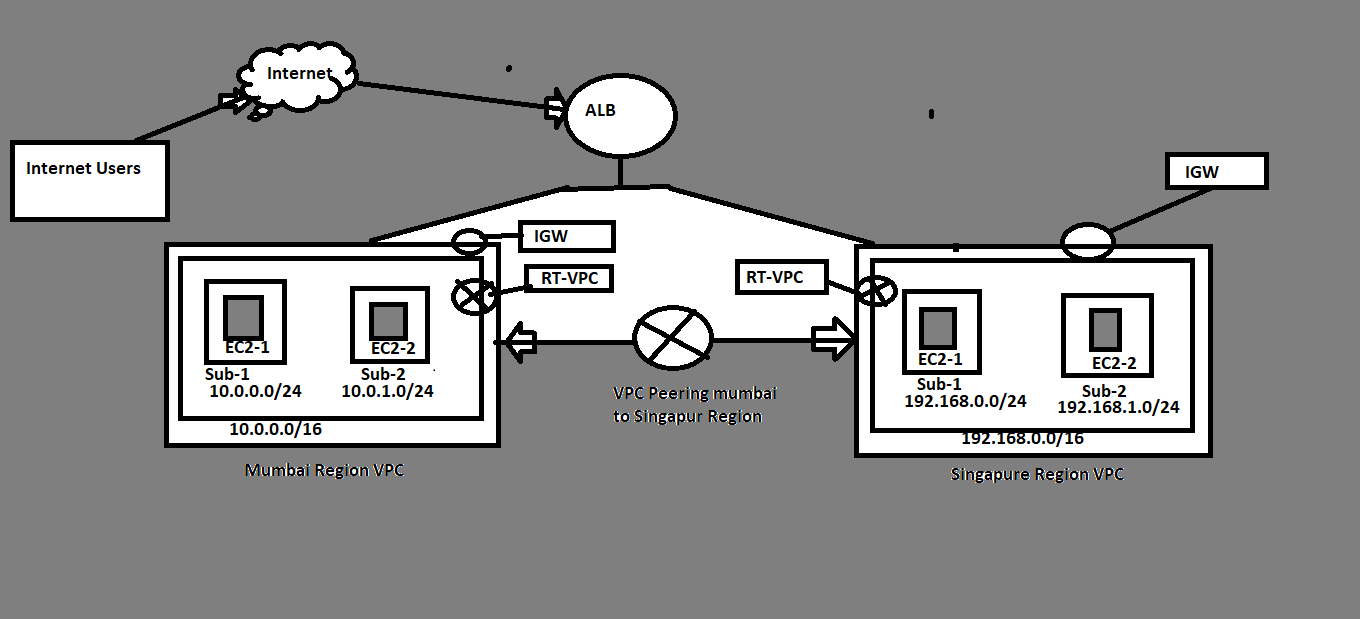 Internet
ALB
Internet Users
IGW
IGW
RT-VPC
RT-VPC
EC2-1
EC2-2
Sub-1
10.0.0.0/24
Sub-2
10.0.1.0/24
10.0.0.0/16
Mumbai Region VPC
VPC Peering mumbai
to Singapur Region
EC2-1
EC2-2
Sub-1
192.168.0.0/24
Sub-2
192.168.1.0/24
192.168.0.0/16
Singapure Region VPC